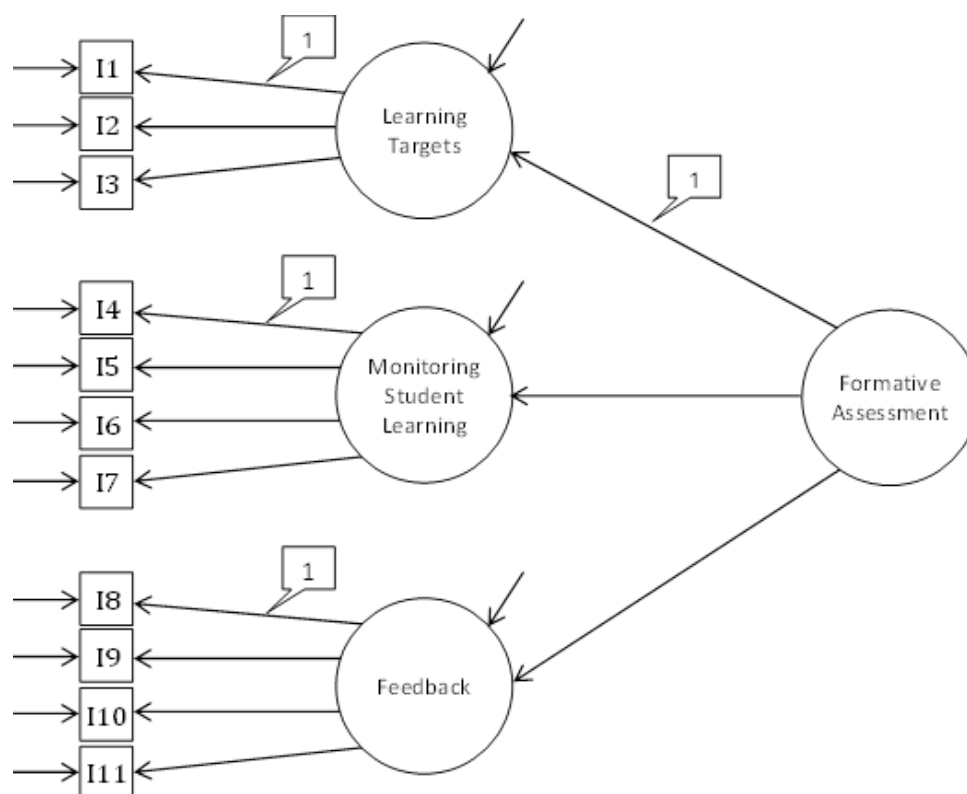 1
I1
I2
I3
Learning
Targets
1
1
I4
I5
I6
I7
Monitoring
Student
Learning
Formative
Assessment
1
I8
I9
I10
I11
Feedback